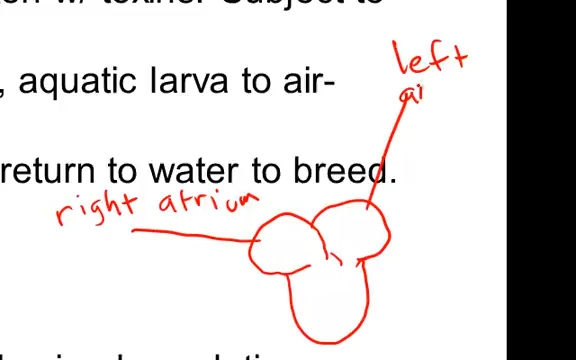 w/ toxins. Subject to
left
, aquatic larva to air-
return to water to breed.
right atrium